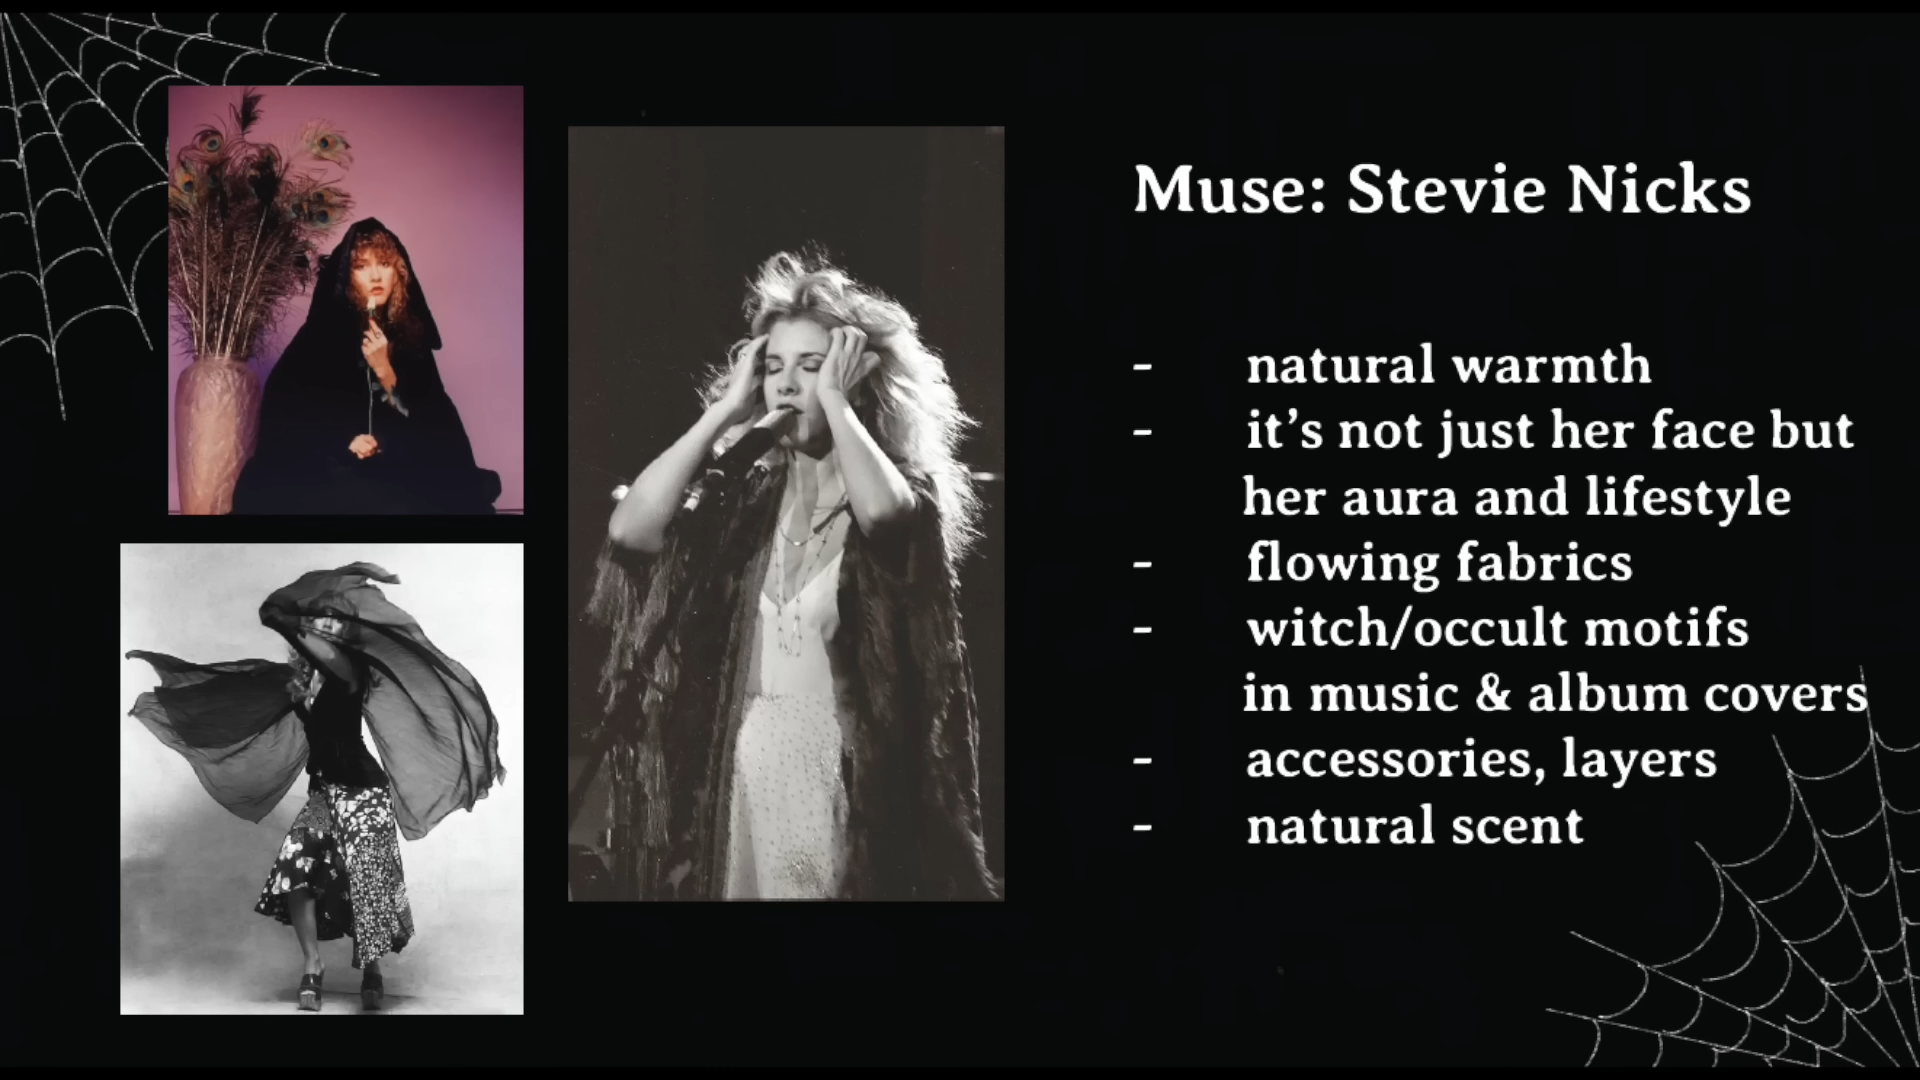 Muse: Stevie Nicks
- natural warmth
- it’s not just her face but
her aura and lifestyle
- flowing fabrics
- witch/occult motifs
in music & album covers
- accessories, layers
- natural scent